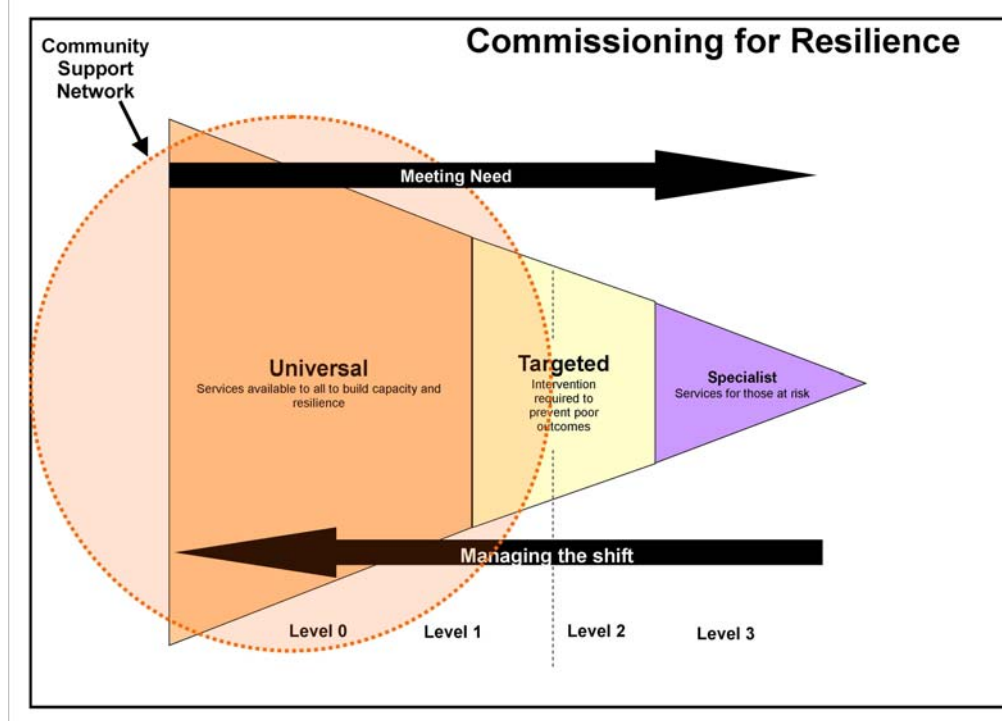 Commissioning for Resilience
Community
Support
Network
Meeting Need
Universal
Services available to all to build capacity and
resilience
Targeted
Intervention
required to
prevent poor
outcomes
Specialist
Services for those at risk
Managing the shift
Level 0
Level 1
Level 2
Level 3